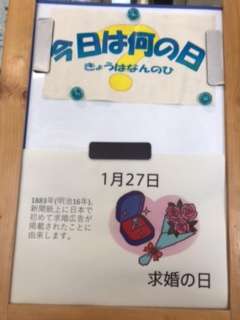 今日は何の日
きょうはなんのひ
1月27日
1883年(明治16年)、
新聞紙上に日本で
初めて求婚広告が
掲載されたことに
由来します。
求婚の日